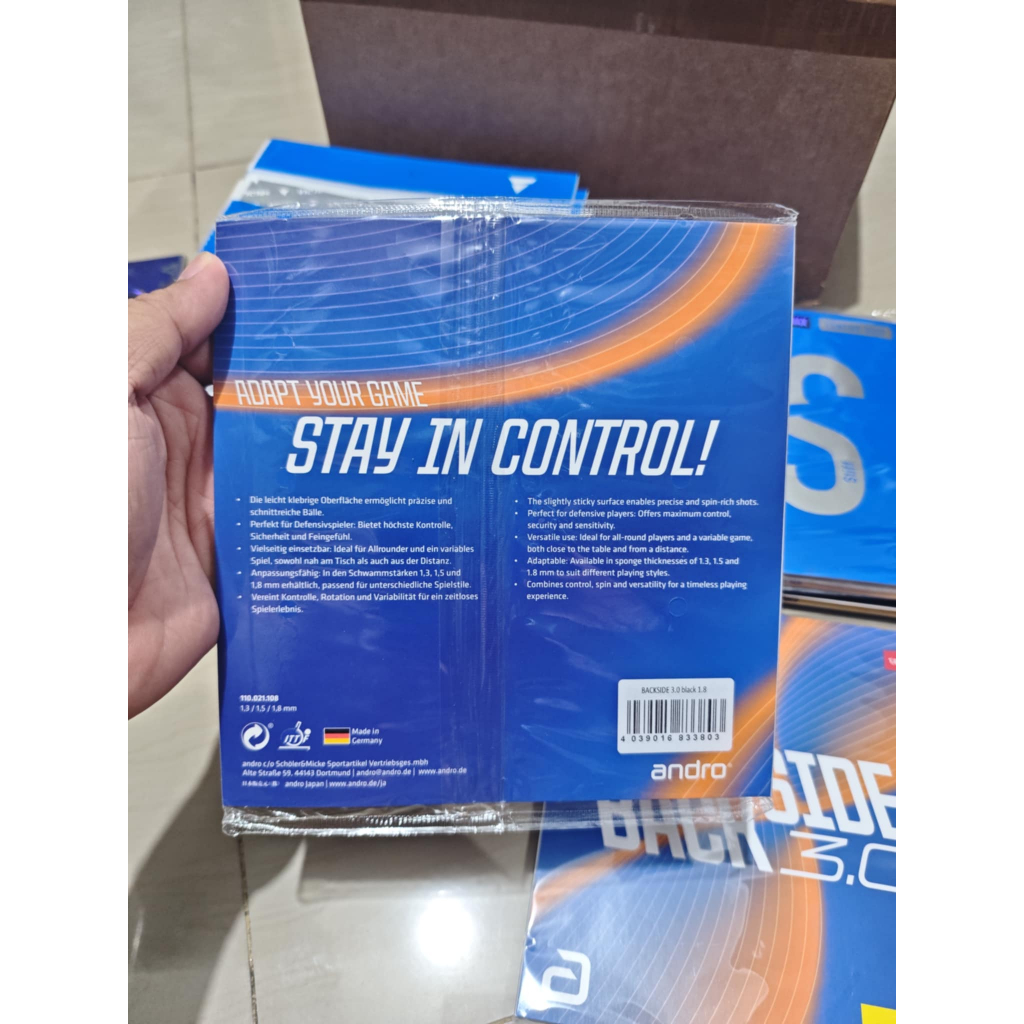 ADAPT YOUR GAME
STAY IN CONTROL!
Die leicht klebrige Oberfläche ermöglicht präzise und
schnittreiche Bälle.
Perfekt für Defensivspieler: Bietet höchste Kontrolle,
Sicherheit und Feingefühl.
Vielseitig einsetzbar: Ideal für Allrounder und ein variables
Spiel, sowohl nah am Tisch als auch aus der Distanz.
Anpassungsfähig: In den Schwammstärken 1,3, 1,5 und
1,8 mm erhältlich, passend für unterschiedliche Spielstile.
Vereint Kontrolle, Rotation und Variabilität für ein zeitloses
Spielerlebnis.
The slightly sticky surface enables precise and spin-rich shots.
Perfect for defensive players: Offers maximum control,
security and sensitivity.
Versatile use: Ideal for all-round players and a variable game,
both close to the table and from a distance.
Adaptable: Available in sponge thicknesses of 1.3, 1.5 and
1.8 mm to suit different playing styles.
Combines control, spin and versatility for a timeless playing
experience.
110.021.108
1,3 / 1,5 / 1,8 mm
ITTF
Made in
Germany
andro c/o Schöler&Micke Sportartikel Vertriebsges.mbh
Alte Straße 59. 44143 Dortmund | andro@andro.de | www.andro.de
andro Japan | www.andro.de/ja
BACKSIDE 3.0 black 1.8
4 039016 833803
andro
S
Stiff
BACKSIDE
3.0